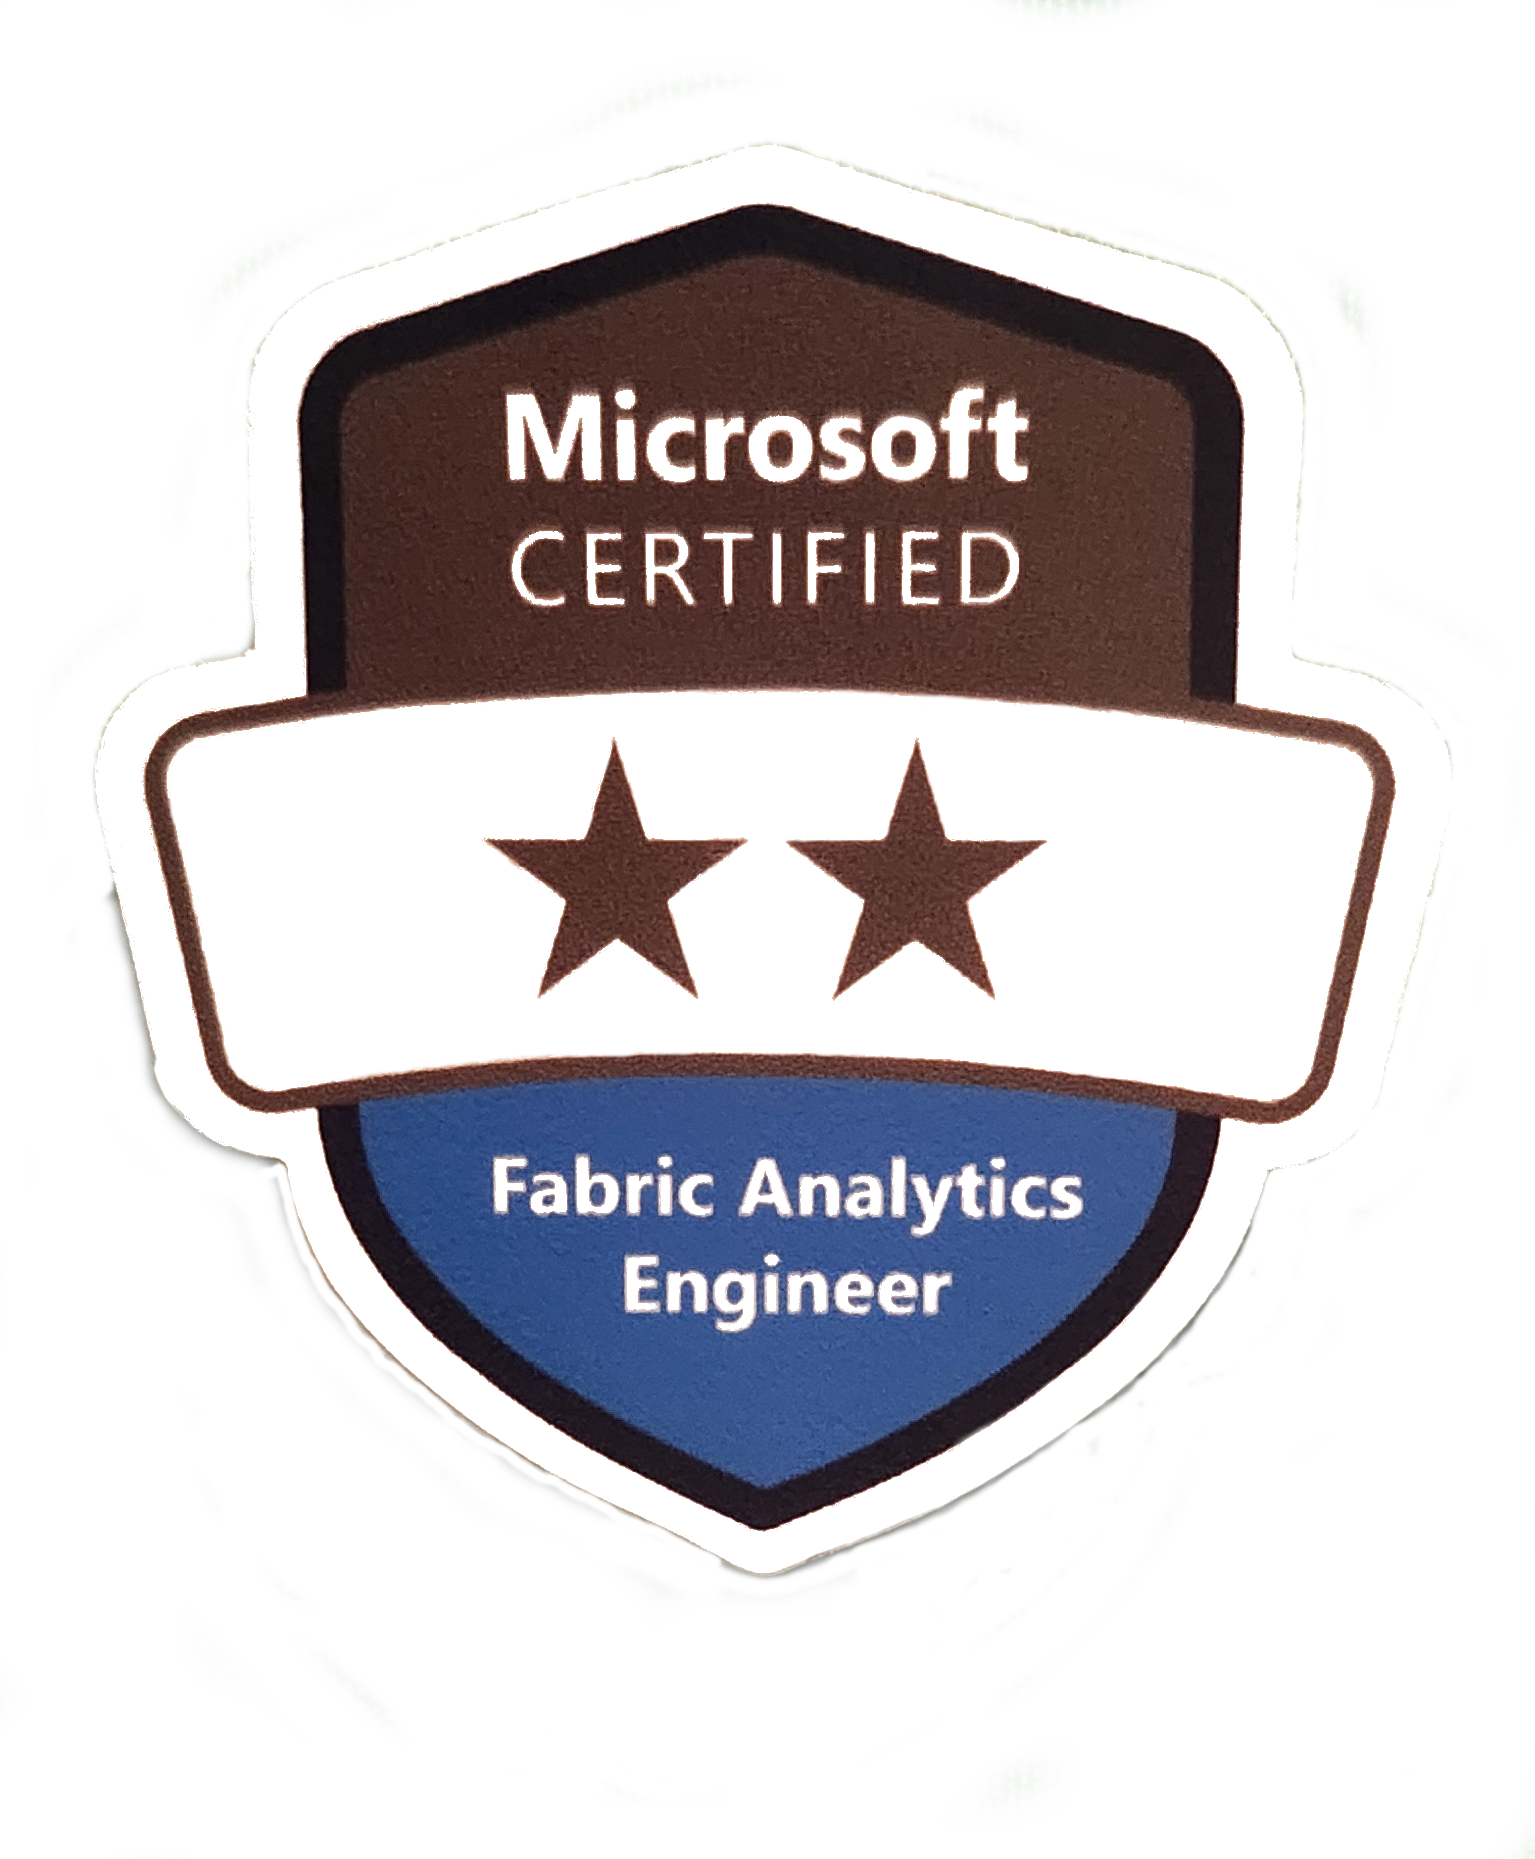 Microsoft
CERTIFIED
Fabric Analytics
Engineer